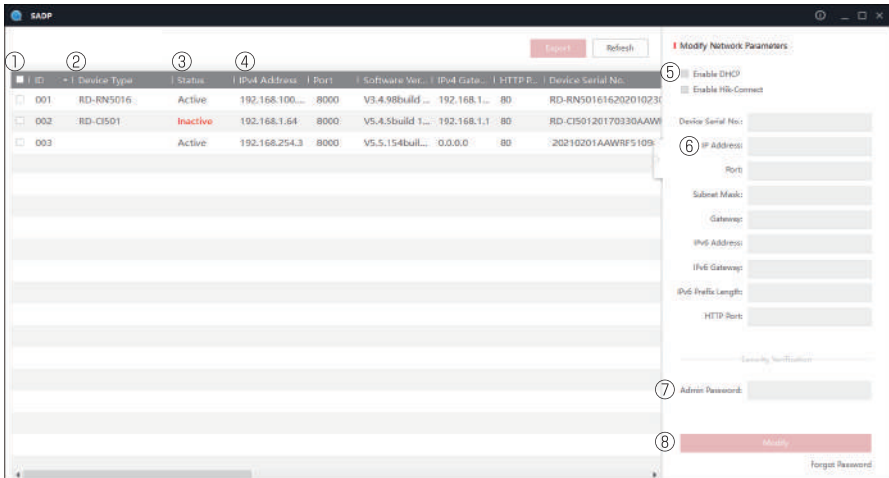 SADP
Export Refresh
① ② ③ ④
ID Device Type Status IPv4 Address Port Software Ver... IPv4 Gate... HTTP P... Device Serial No.
001 RD-RN5016 Active 192.168.100.... 8000 V3.4.98build ... 192.168.1... 80
002 RD-CI501 Inactive 192.168.1.64 8000 V5.4.5build 1... 192.168.1.1 80
003 Active 192.168.254.3 8000 V5.5.154buil... 0.0.0.0 80 20210201AAWRF5109
Modify Network Parameters
⑤ Enable DHCP
Enable Hik-Connect
Device Serial No.:
⑥ IP Address:
Port:
Subnet Mask:
Gateway:
IPv6 Address:
IPv6 Gateway:
IPv6 Prefix Length:
HTTP Port:
Security Verification
⑦ Admin Password:
⑧ Modify
Forgot Password